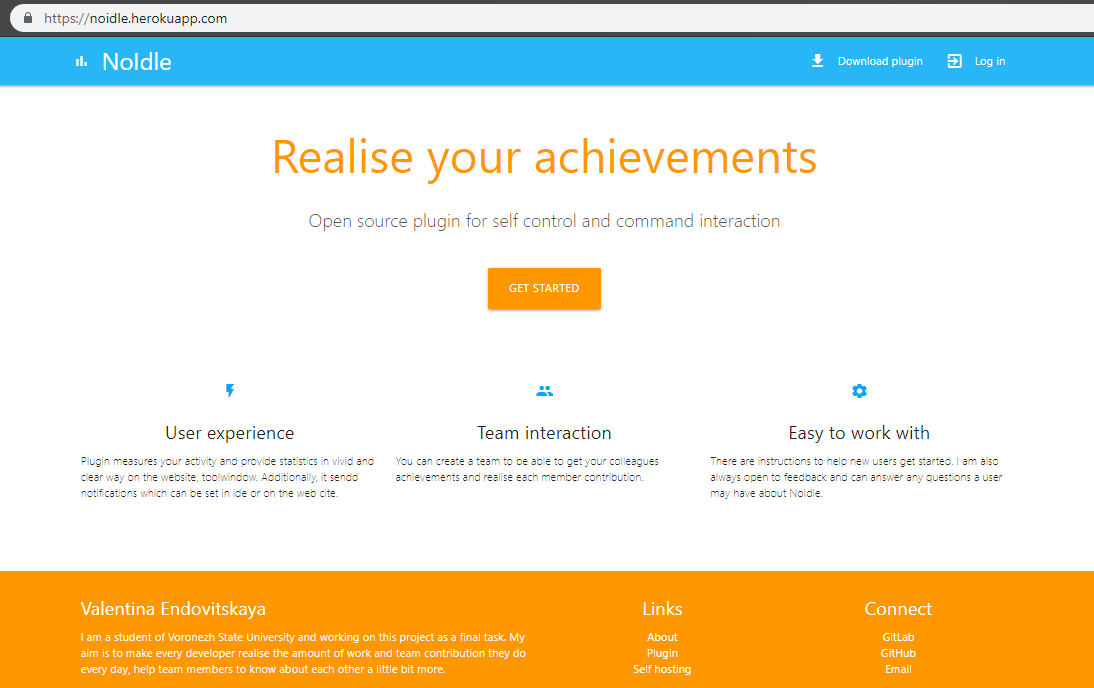 https://noidle.herokuapp.com
NoIdle
Download plugin
Log in
Realise your achievements
Open source plugin for self control and command interaction
GET STARTED
User experience
Plugin measures your activity and provide statistics in vivid and
clear way on the website, toolwindow. Additionally, it sendd
notifications which can be set in ide or on the web cite.
Team interaction
You can create a team to be able to get your colleagues
achievements and realise each member contribution.
Easy to work with
There are instructions to help new users get started. I am also
always open to feedback and can answer any questions a user
may have about NoIdle.
Valentina Endovitskaya
I am a student of Voronezh State University and working on this project as a final task. My
aim is to make every developer realise the amount of work and team contribution they do
every day, help team members to know about each other a little bit more.
Links
About
Plugin
Self hosting
Connect
GitLab
GitHub
Email